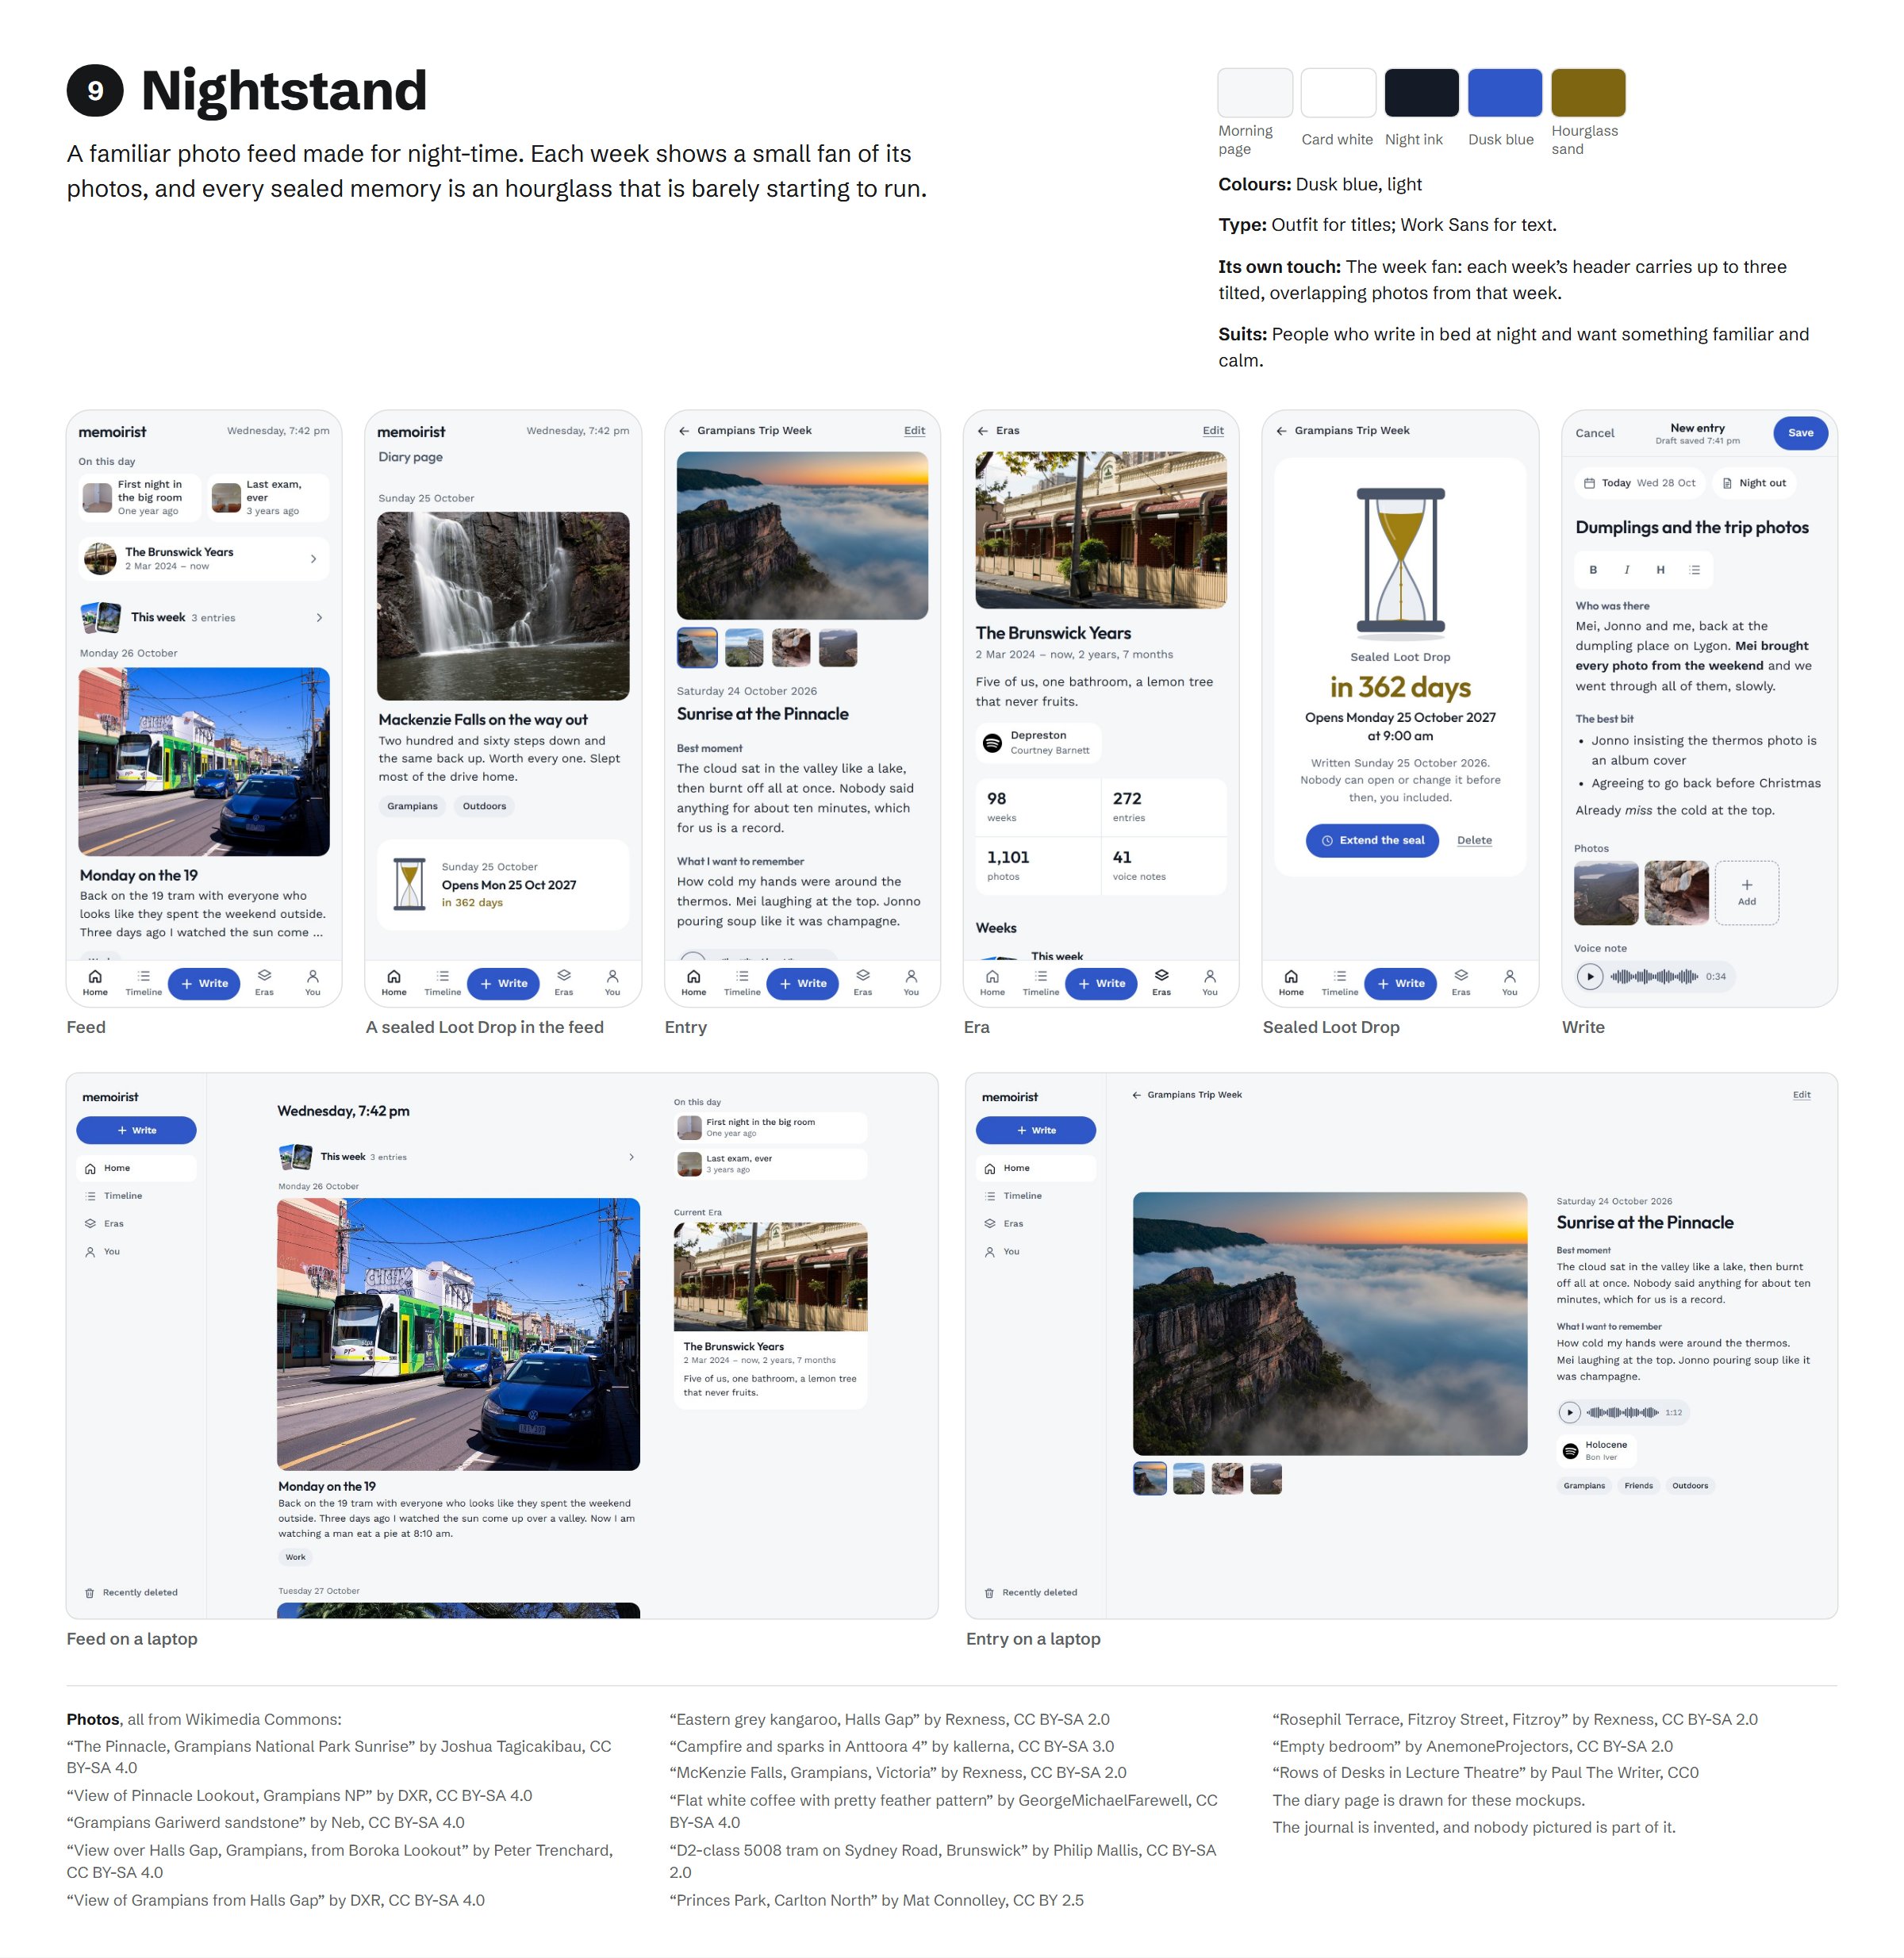 9 Nightstand
A familiar photo feed made for night-time. Each week shows a small fan of its
photos, and every sealed memory is an hourglass that is barely starting to run.
Morning
page
Card white
Night ink
Dusk blue
Hourglass
sand
Colours: Dusk blue, light
Type: Outfit for titles; Work Sans for text.
Its own touch: The week fan: each week’s header carries up to three
tilted, overlapping photos from that week.
Suits: People who write in bed at night and want something familiar and
calm.
memoirist
Wednesday, 7:42 pm
On this day
First night in
the big room
One year ago
Last exam,
ever
3 years ago
The Brunswick Years
2 Mar 2024 – now
This week 3 entries
Monday 26 October
Monday on the 19
Back on the 19 tram with everyone who
looks like they spent the weekend outside.
Three days ago I watched the sun come ...
Home
Timeline
+ Write
Eras
You
Feed
memoirist
Wednesday, 7:42 pm
Diary page
Sunday 25 October
Mackenzie Falls on the way out
Two hundred and sixty steps down and
the same back up. Worth every one. Slept
most of the drive home.
Grampians
Outdoors
Sunday 25 October
Opens Mon 25 Oct 2027
in 362 days
Home
Timeline
+ Write
Eras
You
A sealed Loot Drop in the feed
← Grampians Trip Week
Edit
Saturday 24 October 2026
Sunrise at the Pinnacle
Best moment
The cloud sat in the valley like a lake,
then burnt off all at once. Nobody said
anything for about ten minutes, which
for us is a record.
What I want to remember
How cold my hands were around the
thermos. Mei laughing at the top. Jonno
pouring soup like it was champagne.
Home
Timeline
+ Write
Eras
You
Entry
← Eras
Edit
The Brunswick Years
2 Mar 2024 – now, 2 years, 7 months
Five of us, one bathroom, a lemon tree
that never fruits.
Depreston
Courtney Barnett
98
weeks
272
entries
1,101
photos
41
voice notes
Weeks
This week
Home
Timeline
+ Write
Eras
You
Era
← Grampians Trip Week
Sealed Loot Drop
in 362 days
Opens Monday 25 October 2027
at 9:00 am
Written Sunday 25 October 2026.
Nobody can open or change it before
then, you included.
Extend the seal
Delete
Home
Timeline
+ Write
Eras
You
Sealed Loot Drop
Cancel
New entry
Draft saved 7:41 pm
Save
Today Wed 28 Oct
Night out
Dumplings and the trip photos
B I H
Who was there
Mei, Jonno and me, back at the
dumpling place on Lygon. Mei brought
every photo from the weekend and we
went through all of them, slowly.
The best bit
• Jonno insisting the thermos photo is
an album cover
• Agreeing to go back before Christmas
Already miss the cold at the top.
Photos
+
Add
Voice note
0:34
Write
memoirist
+ Write
Home
Timeline
Eras
You
Recently deleted
Wednesday, 7:42 pm
This week 3 entries
Monday 26 October
Monday on the 19
Back on the 19 tram with everyone who looks like they spent the weekend
outside. Three days ago I watched the sun come up over a valley. Now I am
watching a man eat a pie at 8:10 am.
Work
Tuesday 27 October
On this day
First night in the big room
One year ago
Last exam, ever
3 years ago
Current Era
The Brunswick Years
2 Mar 2024 – now, 2 years, 7 months
Five of us, one bathroom, a lemon tree
that never fruits.
Feed on a laptop
memoirist
+ Write
Home
Timeline
Eras
You
Recently deleted
← Grampians Trip Week
Edit
Saturday 24 October 2026
Sunrise at the Pinnacle
Best moment
The cloud sat in the valley like a lake, then burnt
off all at once. Nobody said anything for about ten
minutes, which for us is a record.
What I want to remember
How cold my hands were around the thermos.
Mei laughing at the top. Jonno pouring soup like it
was champagne.
1:12
Holocene
Bon Iver
Grampians
Friends
Outdoors
Entry on a laptop
Photos, all from Wikimedia Commons:
“The Pinnacle, Grampians National Park Sunrise” by Joshua Tagicakibau, CC
BY-SA 4.0
“View of Pinnacle Lookout, Grampians NP” by DXR, CC BY-SA 4.0
“Grampians Gariwerd sandstone” by Neb, CC BY-SA 4.0
“View over Halls Gap, Grampians, from Boroka Lookout” by Peter Trenchard,
CC BY-SA 4.0
“View of Grampians from Halls Gap” by DXR, CC BY-SA 4.0
“Eastern grey kangaroo, Halls Gap” by Rexness, CC BY-SA 2.0
“Campfire and sparks in Anttoora 4” by kallerna, CC BY-SA 3.0
“McKenzie Falls, Grampians, Victoria” by Rexness, CC BY-SA 2.0
“Flat white coffee with pretty feather pattern” by GeorgeMichaelFarewell, CC
BY-SA 4.0
“D2-class 5008 tram on Sydney Road, Brunswick” by Philip Mallis, CC BY-SA
2.0
“Princes Park, Carlton North” by Mat Connolley, CC BY 2.5
“Rosephil Terrace, Fitzroy Street, Fitzroy” by Rexness, CC BY-SA 2.0
“Empty bedroom” by AnemoneProjectors, CC BY-SA 2.0
“Rows of Desks in Lecture Theatre” by Paul The Writer, CC0
The diary page is drawn for these mockups.
The journal is invented, and nobody pictured is part of it.